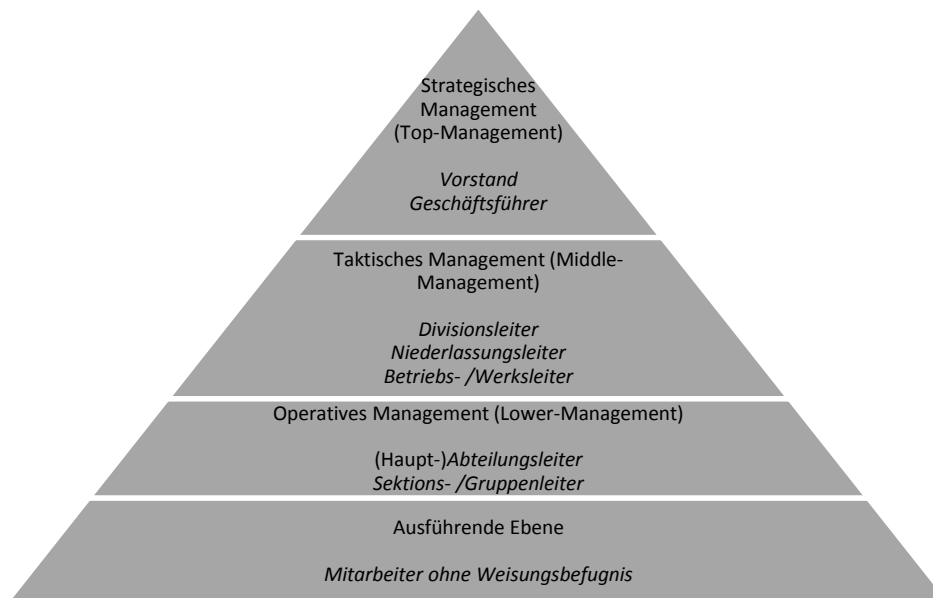 Strategisches
Management
(Top-Management)
Vorstand
Geschäftsführer
Taktisches Management (Middle-
Management)
Divisionsleiter
Niederlassungsleiter
Betriebs- /Werksleiter
Operatives Management (Lower-Management)
(Haupt-)Abteilungsleiter
Sektions- /Gruppenleiter
Ausführende Ebene
Mitarbeiter ohne Weisungsbefugnis